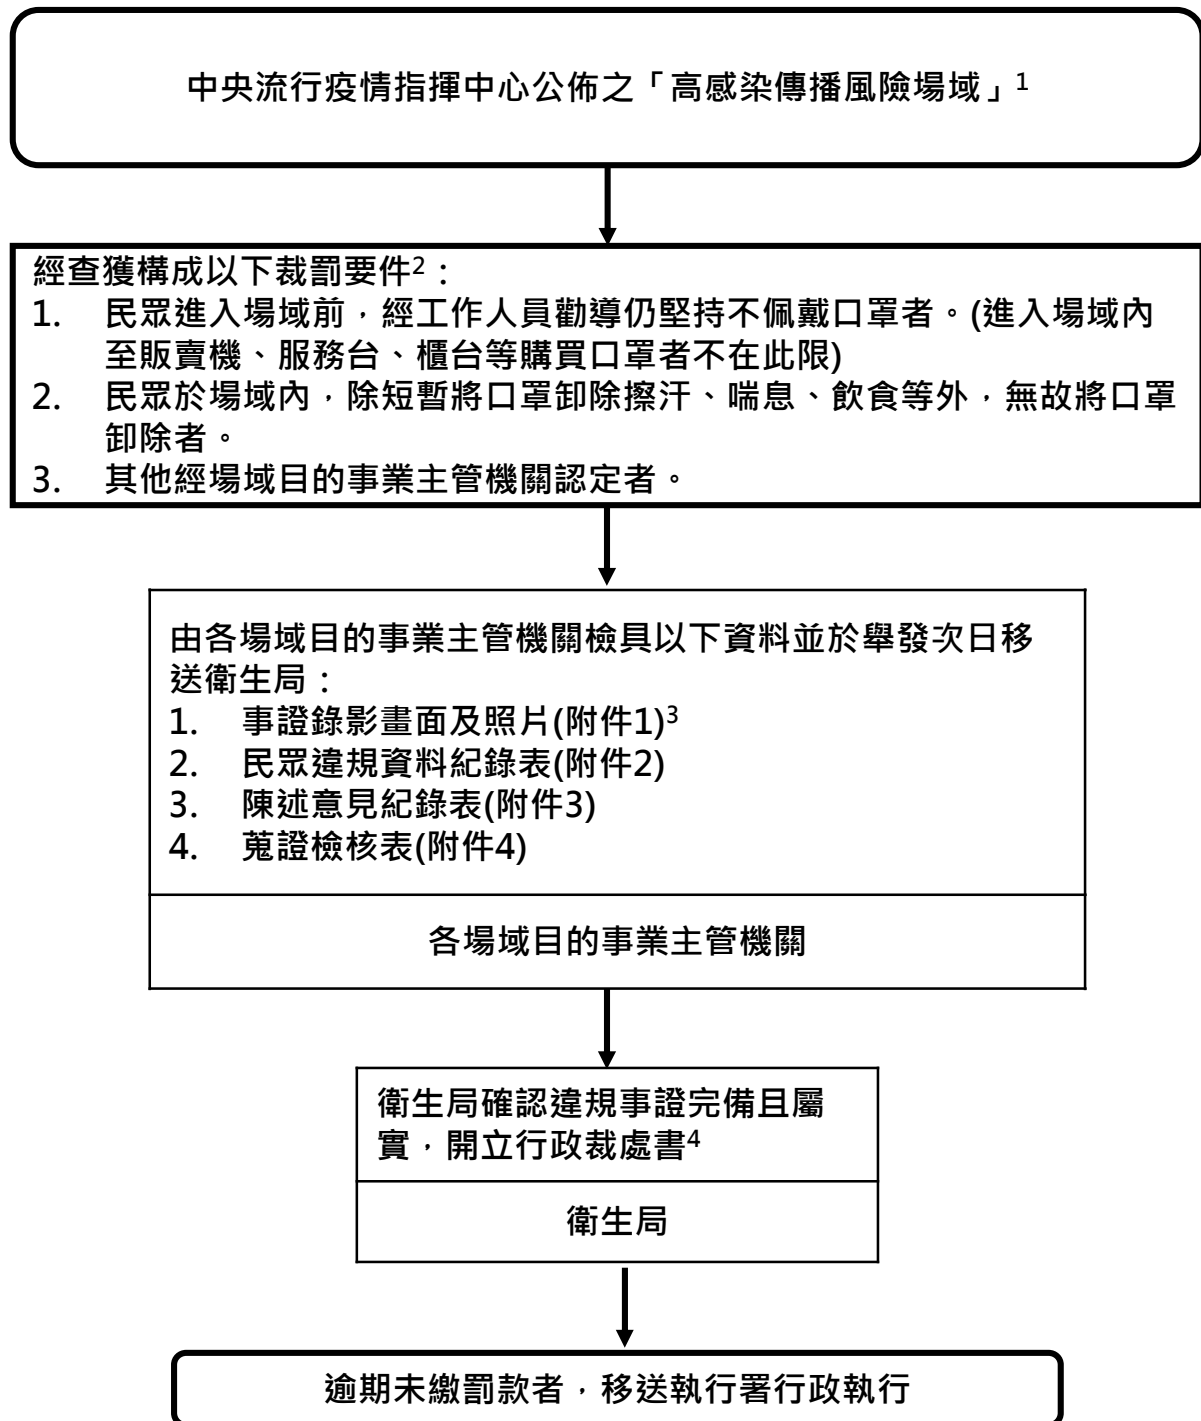 中央流行疫情指揮中心公佈之「高感染傳播風險場域」1
經查獲構成以下裁罰要件2：
1. 民眾進入場域前，經工作人員勸導仍堅持不佩戴口罩者。(進入場域內
至販賣機、服務台、櫃台等購買口罩者不在此限)
2. 民眾於場域內，除短暫將口罩卸除擦汗、喘息、飲食等外，無故將口罩
卸除者。
3. 其他經場域目的事業主管機關認定者。
由各場域目的事業主管機關檢具以下資料並於舉發次日移
送衛生局：
1. 事證錄影畫面及照片(附件1)3
2. 民眾違規資料紀錄表(附件2)
3. 陳述意見紀錄表(附件3)
4. 蒐證檢核表(附件4)
各場域目的事業主管機關
衛生局確認違規事證完備且屬
實，開立行政裁處書4
衛生局
逾期未繳罰款者，移送執行署行政執行